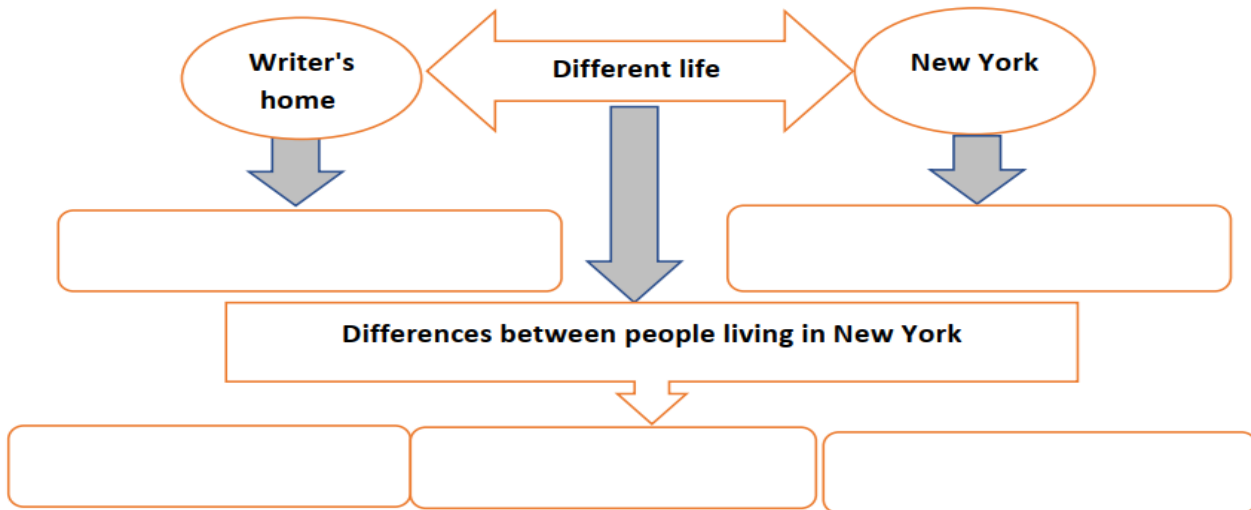 Writer's
home
Different life
New York
Differences between people living in New York